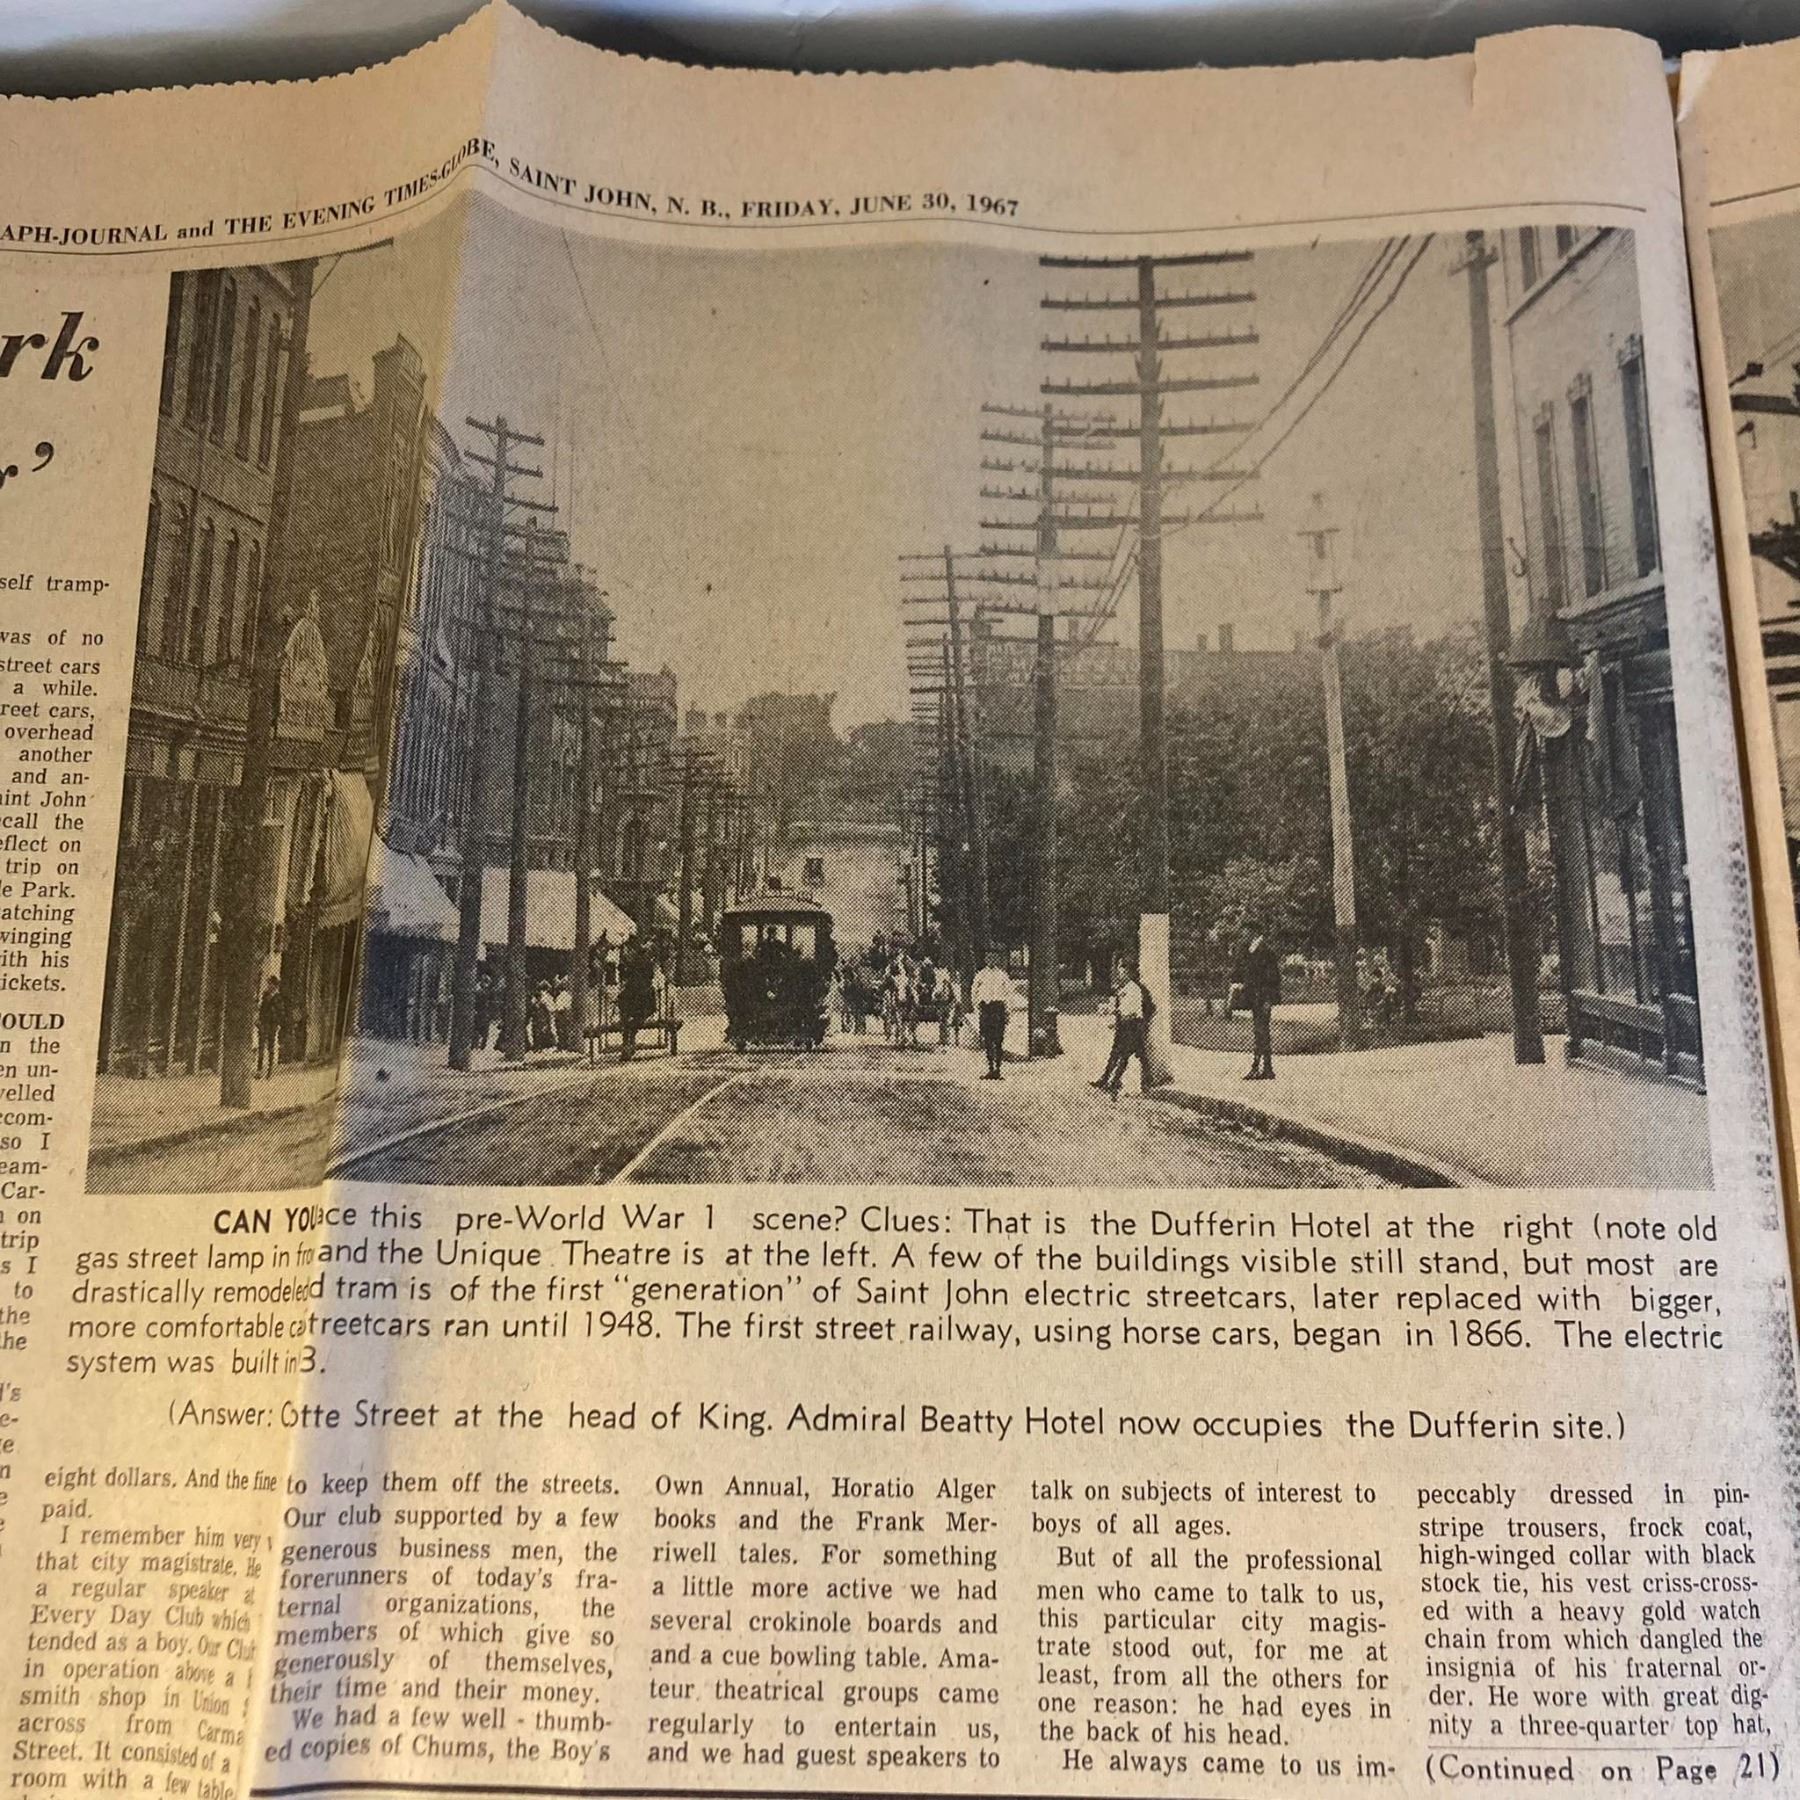 APH-JOURNAL and THE EVENING TIMES-GLOBE, SAINT JOHN, N. B., FRIDAY, JUNE 30, 1967
rk
r’
self tramp-
was of no
street cars
a while.
reet cars,
overhead
another
and an-
aint John
call the
eflect on
trip on
le Park.
atching
winging
ith his
ickets.
OULD
n the
en un-
velled
ccom-
so I
eam-
Car-
n on
trip
s I
to
the
the
d's
e-
CAN YOU ace this pre-World War 1 scene? Clues: That is the Dufferin Hotel at the right (note old
gas street lamp in fro and the Unique Theatre is at the left. A few of the buildings visible still stand, but most are
drastically remodeled d tram is of the first “generation” of Saint John electric streetcars, later replaced with bigger,
more comfortable ca treetcars ran until 1948. The first street railway, using horse cars, began in 1866. The electric
system was built in 3.
(Answer: otte Street at the head of King. Admiral Beatty Hotel now occupies the Dufferin site.)
eight dollars. And the fine
paid.
I remember him very
that city magistrate. He
a regular speaker at
Every Day Club which
tended as a boy. Our Clu
in operation above a
smith shop in Union
across from Carma
Street. It consisted of a
room with a few table
to keep them off the streets.
Our club supported by a few
generous business men, the
forerunners of today's fra-
ternal organizations, the
members of which give so
generously of themselves,
their time and their money.
We had a few well - thumb-
ed copies of Chums, the Boy's
Own Annual, Horatio Alger
books and the Frank Mer-
riwell tales. For something
a little more active we had
several crokinole boards and
and a cue bowling table. Ama-
teur theatrical groups came
regularly to entertain us,
and we had guest speakers to
talk on subjects of interest to
boys of all ages.
But of all the professional
men who came to talk to us,
this particular city magis-
trate stood out, for me at
least, from all the others for
one reason: he had eyes in
the back of his head.
He always came to us im-
peccably dressed in pin-
stripe trousers, frock coat,
high-winged collar with black
stock tie, his vest criss-cross-
ed with a heavy gold watch
chain from which dangled the
insignia of his fraternal or-
der. He wore with great dig-
nity a three-quarter top hat,
(Continued on Page 21)